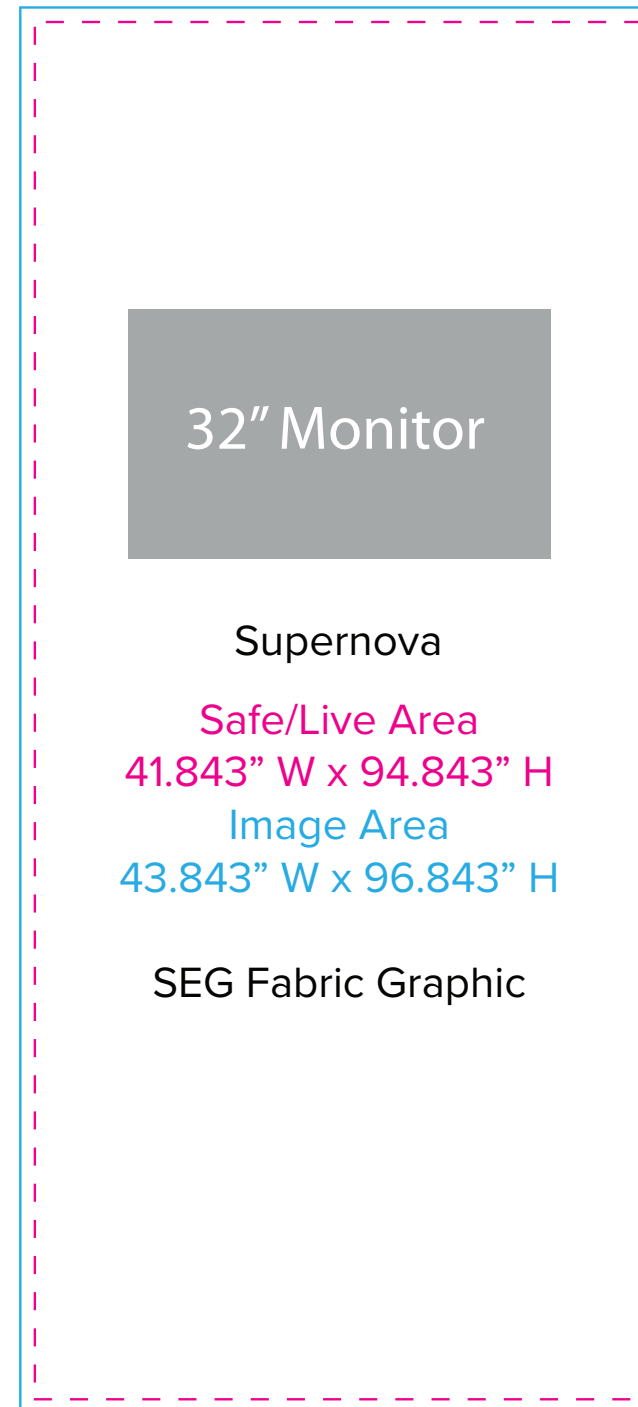 32” Monitor
Supernova
Safe/Live Area
41.843” W x 94.843” H
Image Area
43.843” W x 96.843” H
SEG Fabric Graphic